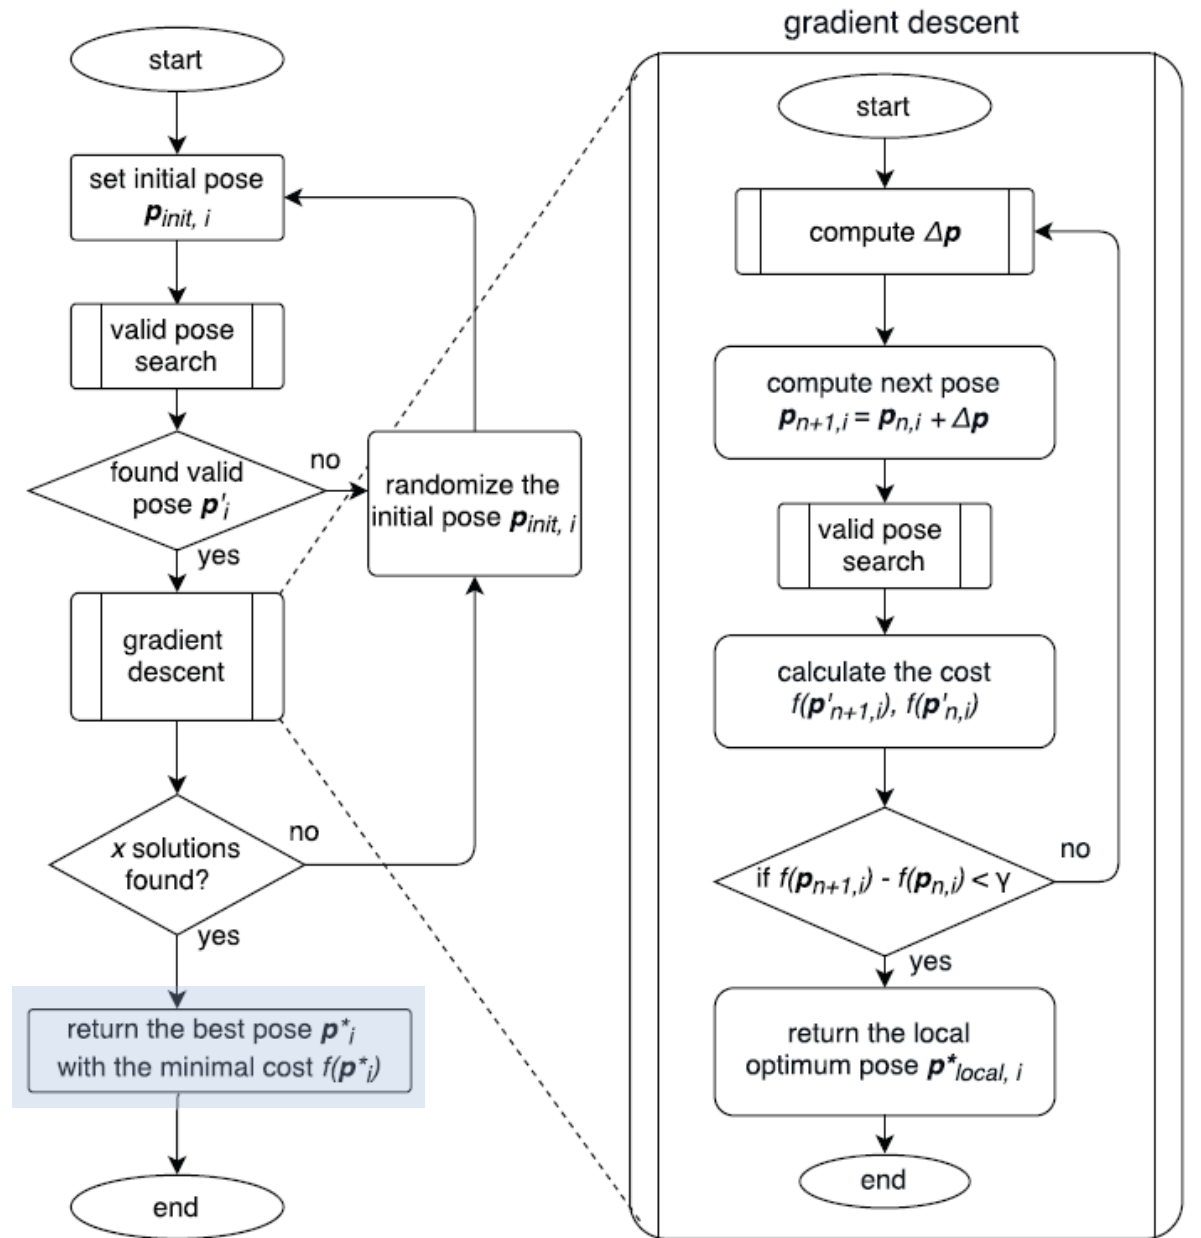 start
set initial pose
p_init, i
valid pose
search
found valid
pose p'_i
no
yes
randomize the
initial pose p_init, i
gradient
descent
x solutions
found?
no
yes
return the best pose p*_i
with the minimal cost f(p*_i)
end
gradient descent
start
compute Δp
compute next pose
p_n+1,i = p_n,i + Δp
valid pose
search
calculate the cost
f(p'_n+1,i), f(p'_n,i)
if f(p_n+1,i) - f(p_n,i) < γ
no
yes
return the local
optimum pose p*_local, i
end